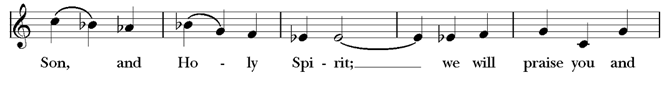 Son, and Ho - ly Spi - rit; we will praise you and